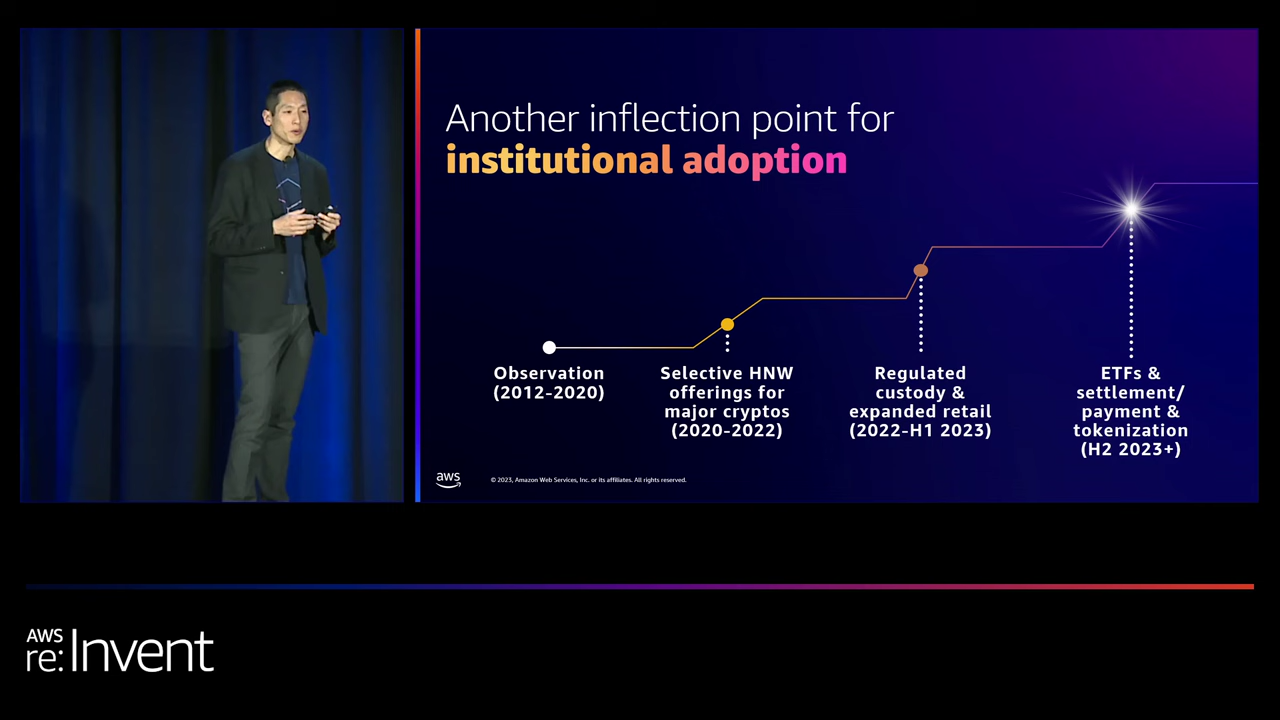 Another inflection point for
institutional adoption
Observation
(2012-2020)
Selective HNW
offerings for
major cryptos
(2020-2022)
Regulated
custody &
expanded retail
(2022-H1 2023)
ETFs &
settlement/
payment &
tokenization
(H2 2023+)
aws
© 2023, Amazon Web Services, Inc. or its affiliates. All rights reserved.
AWS
re:Invent